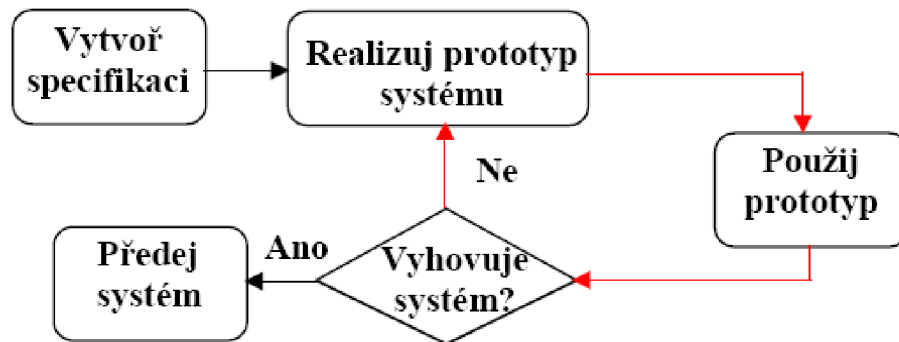 Vytvoř
specifikaci
Realizuj prototyp
systému
Použij
prototyp
Ne
Vyhovuje
systém?
Ano
Předej
systém